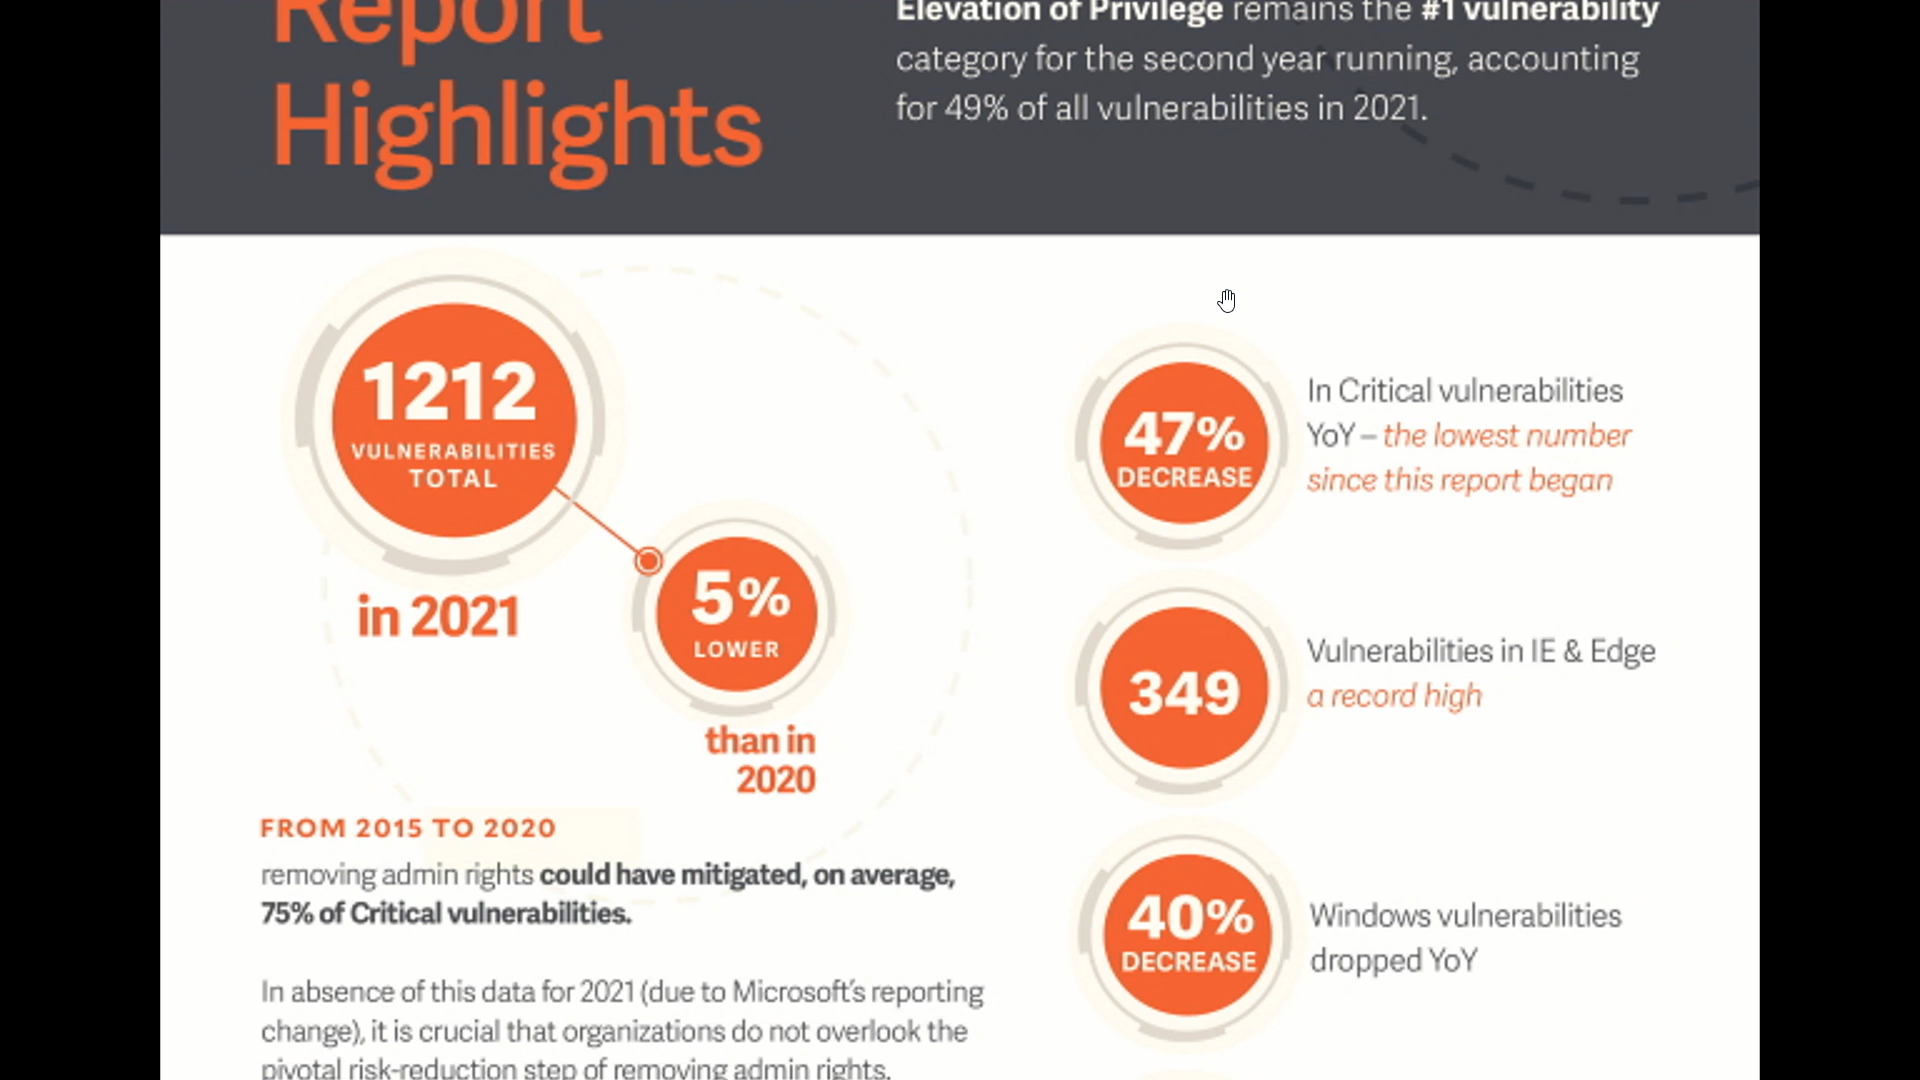 Report
Highlights
Elevation of Privilege remains the #1 vulnerability
category for the second year running, accounting
for 49% of all vulnerabilities in 2021.
1212
VULNERABILITIES
TOTAL
in 2021
5%
LOWER
than in
2020
FROM 2015 TO 2020
removing admin rights could have mitigated, on average,
75% of Critical vulnerabilities.
In absence of this data for 2021 (due to Microsoft's reporting
change), it is crucial that organizations do not overlook the
pivotal risk-reduction step of removing admin rights.
47%
DECREASE
In Critical vulnerabilities
YoY – the lowest number
since this report began
349
Vulnerabilities in IE & Edge
a record high
40%
DECREASE
Windows vulnerabilities
dropped YoY